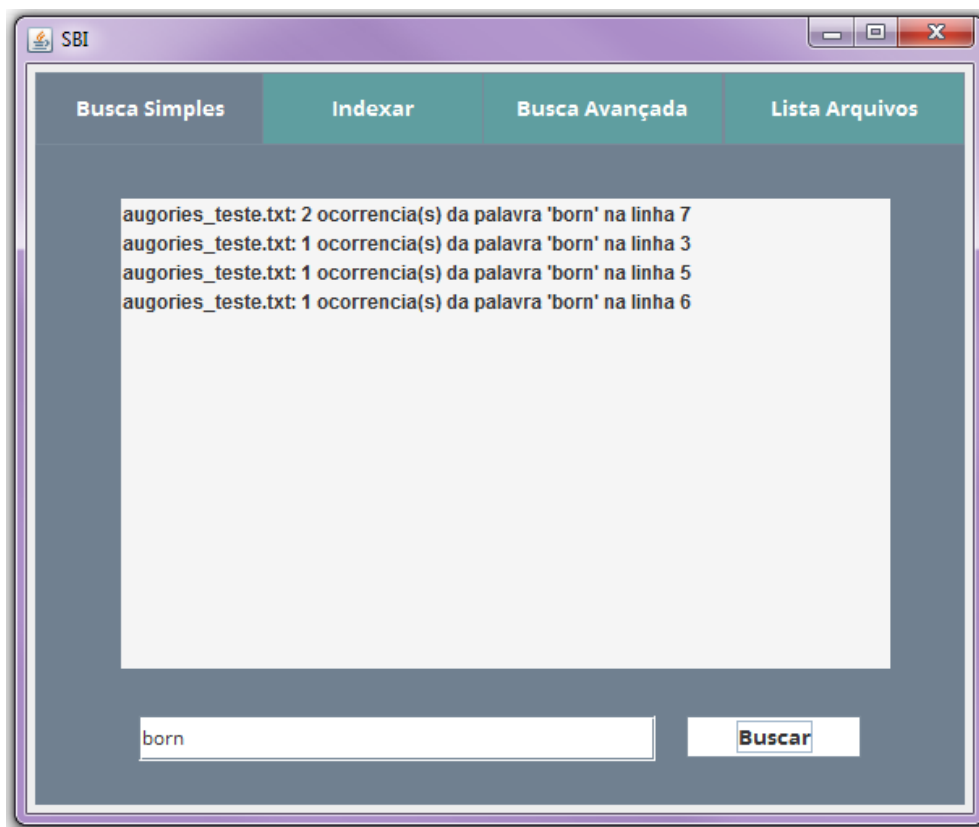 SBI
Busca Simples Indexar Busca Avançada Lista Arquivos
augories_teste.txt: 2 ocorrencia(s) da palavra 'born' na linha 7
augories_teste.txt: 1 ocorrencia(s) da palavra 'born' na linha 3
augories_teste.txt: 1 ocorrencia(s) da palavra 'born' na linha 5
augories_teste.txt: 1 ocorrencia(s) da palavra 'born' na linha 6
born Buscar